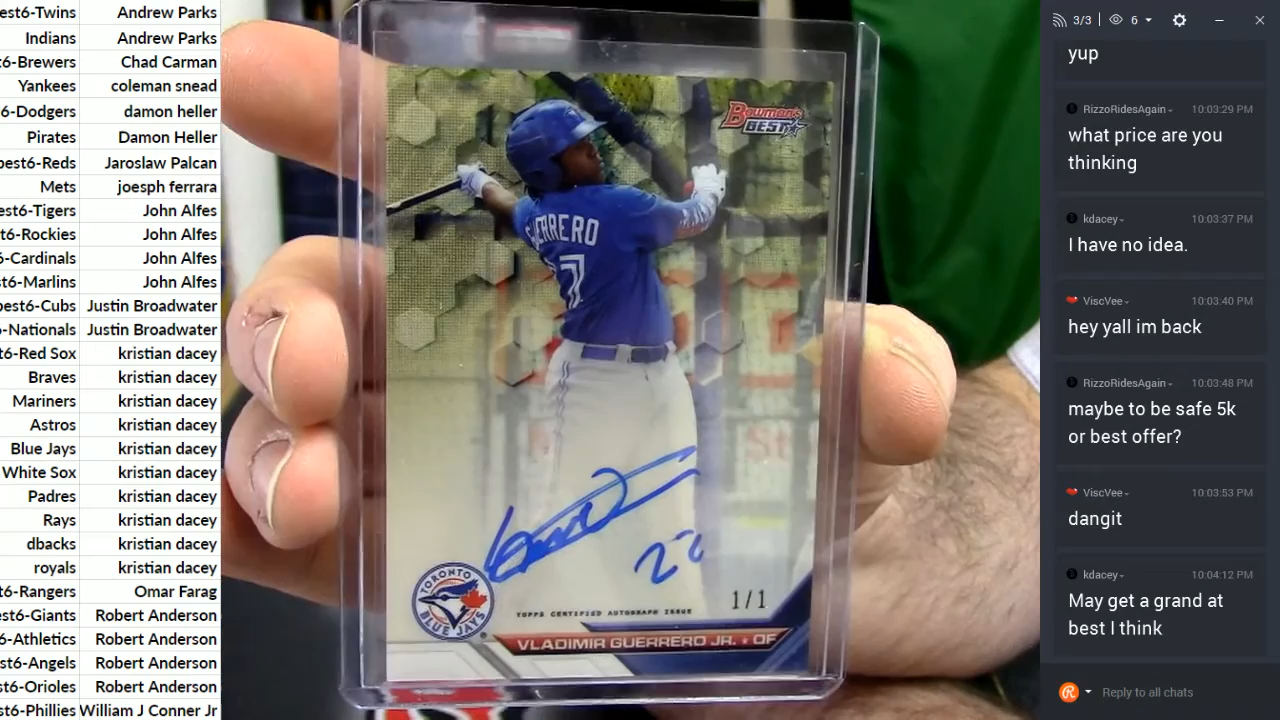 est6-Twins Andrew Parks
Indians Andrew Parks
t6-Brewers Chad Carman
Yankees coleman snead
6-Dodgers damon heller
Pirates Damon Heller
best6-Reds Jaroslaw Palcan
Mets joesph ferrara
est6-Tigers John Alfes
t6-Rockies John Alfes
6-Cardinals John Alfes
t6-Marlins John Alfes
best6-Cubs Justin Broadwater
6-Nationals Justin Broadwater
t6-Red Sox kristian dacey
Braves kristian dacey
Mariners kristian dacey
Astros kristian dacey
Blue Jays kristian dacey
White Sox kristian dacey
Padres kristian dacey
Rays kristian dacey
dbacks kristian dacey
royals kristian dacey
t6-Rangers Omar Farag
est6-Giants Robert Anderson
6-Athletics Robert Anderson
est6-Angels Robert Anderson
est6-Orioles Robert Anderson
st6-Phillies William J Conner Jr
Bowman's
BEST
GUERRERO
7
27
1/1
TORONTO
BLUE JAYS
TOPPS CERTIFIED AUTOGRAPH ISSUE
VLADIMIR GUERRERO JR. ★ OF
3/3 6
yup
RizzoRidesAgain 10:03:29 PM
what price are you
thinking
kdacey 10:03:37 PM
I have no idea.
ViscVee 10:03:40 PM
hey yall im back
RizzoRidesAgain 10:03:48 PM
maybe to be safe 5k
or best offer?
ViscVee 10:03:53 PM
dangit
kdacey 10:04:12 PM
May get a grand at
best I think
Reply to all chats